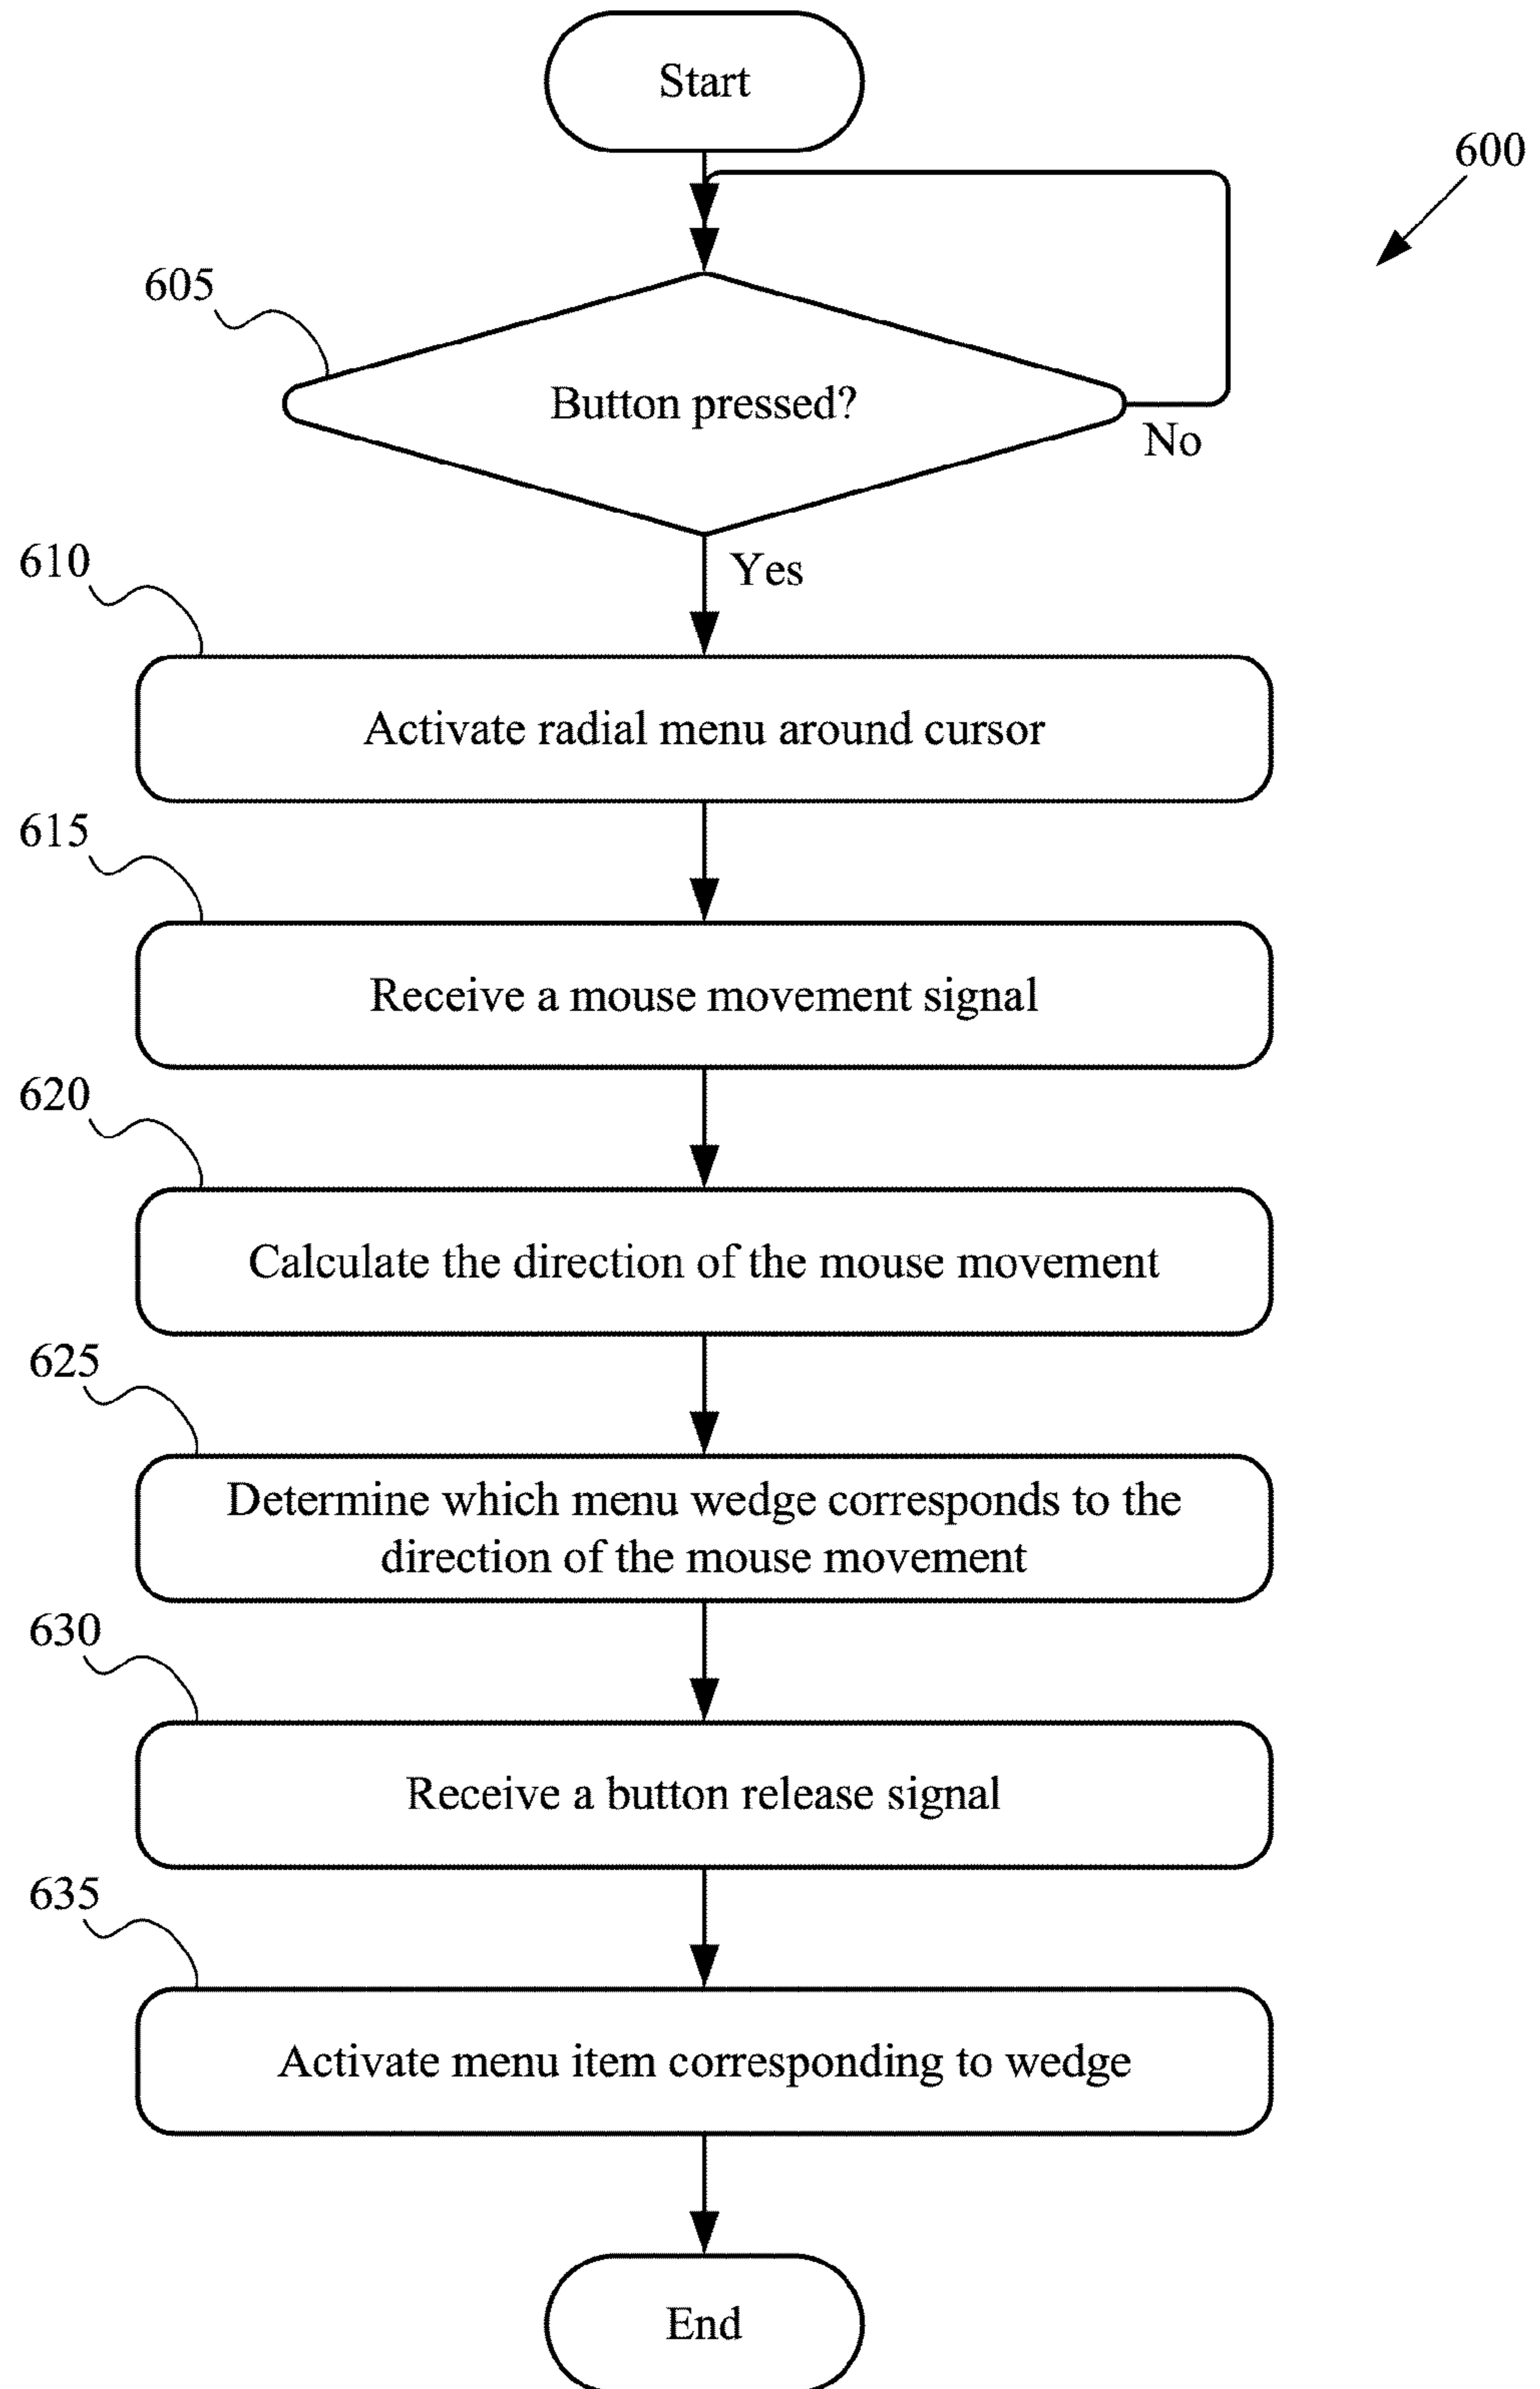 Start
600
605
Button pressed?
No
Yes
610
Activate radial menu around cursor
615
Receive a mouse movement signal
620
Calculate the direction of the mouse movement
625
Determine which menu wedge corresponds to the
direction of the mouse movement
630
Receive a button release signal
635
Activate menu item corresponding to wedge
End